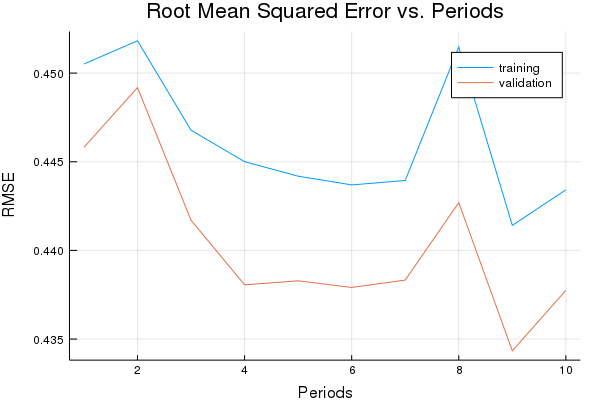 Root Mean Squared Error vs. Periods
training
validation
0.450
0.445
0.440
0.435
RMSE
2 4 6 8 10
Periods